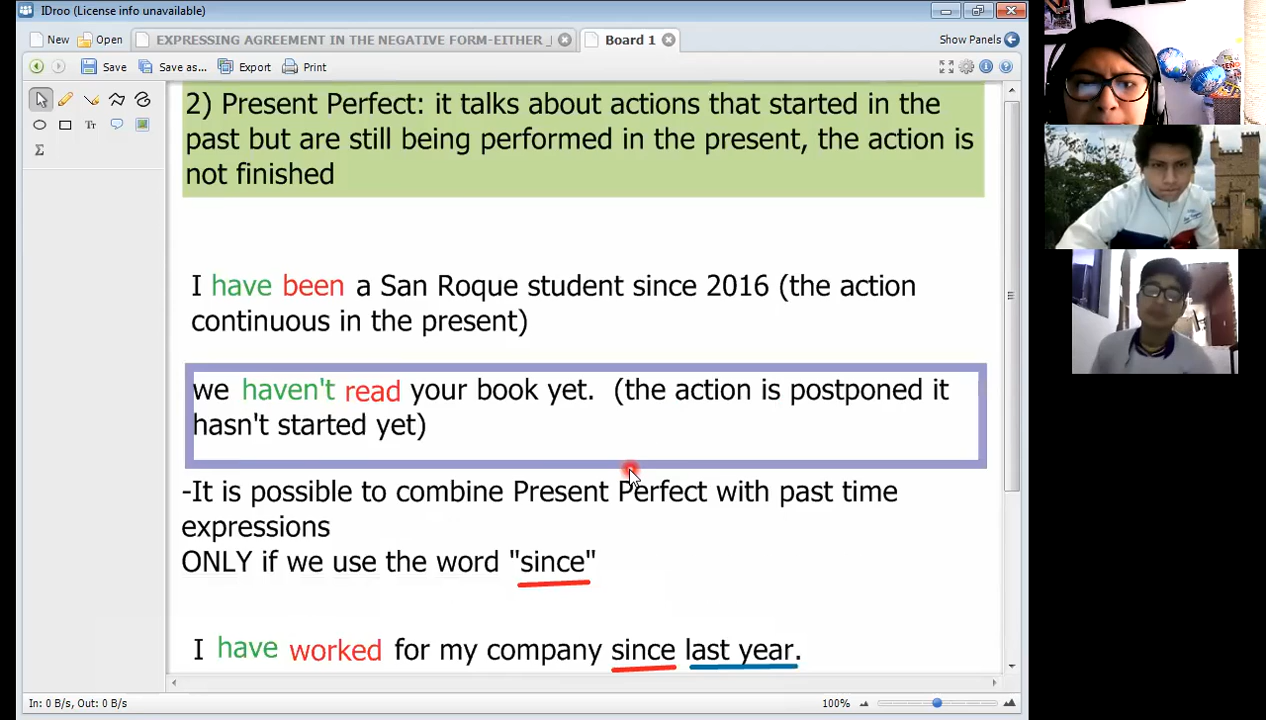 IDroo (License info unavailable)
New Open EXPRESSING AGREEMENT IN THE NEGATIVE FORM-EITHER_ Board 1 Show Panels
Save Save as... Export Print
2) Present Perfect: it talks about actions that started in the
past but are still being performed in the present, the action is
not finished
I have been a San Roque student since 2016 (the action
continuous in the present)
we haven't read your book yet. (the action is postponed it
hasn't started yet)
-It is possible to combine Present Perfect with past time
expressions
ONLY if we use the word "since"
I have worked for my company since last year.
In: 0 B/s, Out: 0 B/s 100%